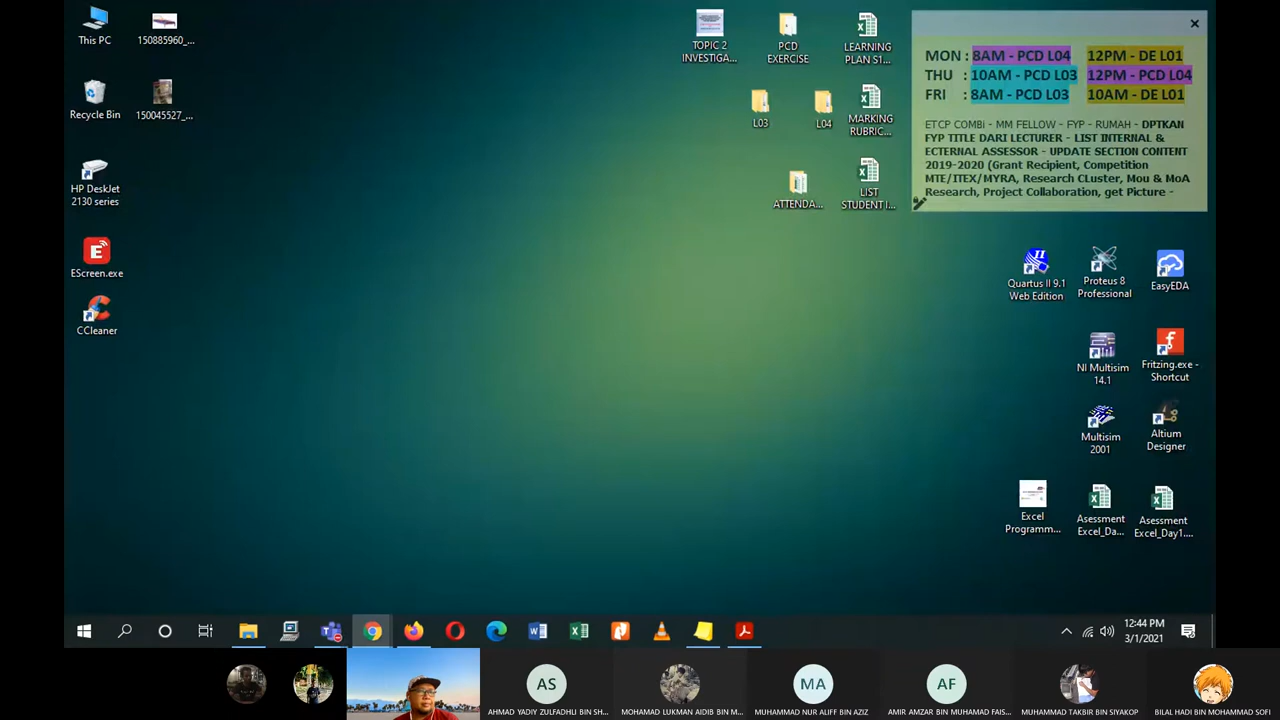 This PC
150885960_...
Recycle Bin
150045527_...
HP DeskJet
2130 series
EScreen.exe
CCleaner
TOPIC 2
INVESTIGA...
PCD
EXERCISE
LEARNING
PLAN S1...
L03
L04
MARKING
RUBRIC...
ATTENDA...
LIST
STUDENT I...
MON : 8AM - PCD L04 12PM - DE L01
THU : 10AM - PCD L03 12PM - PCD L04
FRI : 8AM - PCD L03 10AM - DE L01
ETCP COMBi - MM FELLOW - FYP - RUMAH - DPTKAN
FYP TITLE DARI LECTURER - LIST INTERNAL &
ECTERNAL ASSESSOR - UPDATE SECTION CONTENT
2019-2020 (Grant Recipient, Competition
MTE/ITEX/MYRA, Research CLuster, Mou & MoA
Research, Project Collaboration, get Picture -
Quartus II 9.1
Web Edition
Proteus 8
Professional
EasyEDA
NI Multisim
14.1
Fritzing.exe -
Shortcut
Multisim
2001
Altium
Designer
Excel
Programm...
Asessment
Excel_Da...
Asessment
Excel_Day1....
12:44 PM
3/1/2021
AS
MA
AF
AHMAD YADIY ZULFADHLI BIN SH...
MOHAMAD LUKMAN AIDIB BIN M...
MUHAMMAD NUR ALIFF BIN AZIZ
AMIR AMZAR BIN MUHAMAD FAIS...
MUHAMMAD TAKBIR BIN SIYAKOP
BILAL HADI BIN MOHAMMAD SOFI